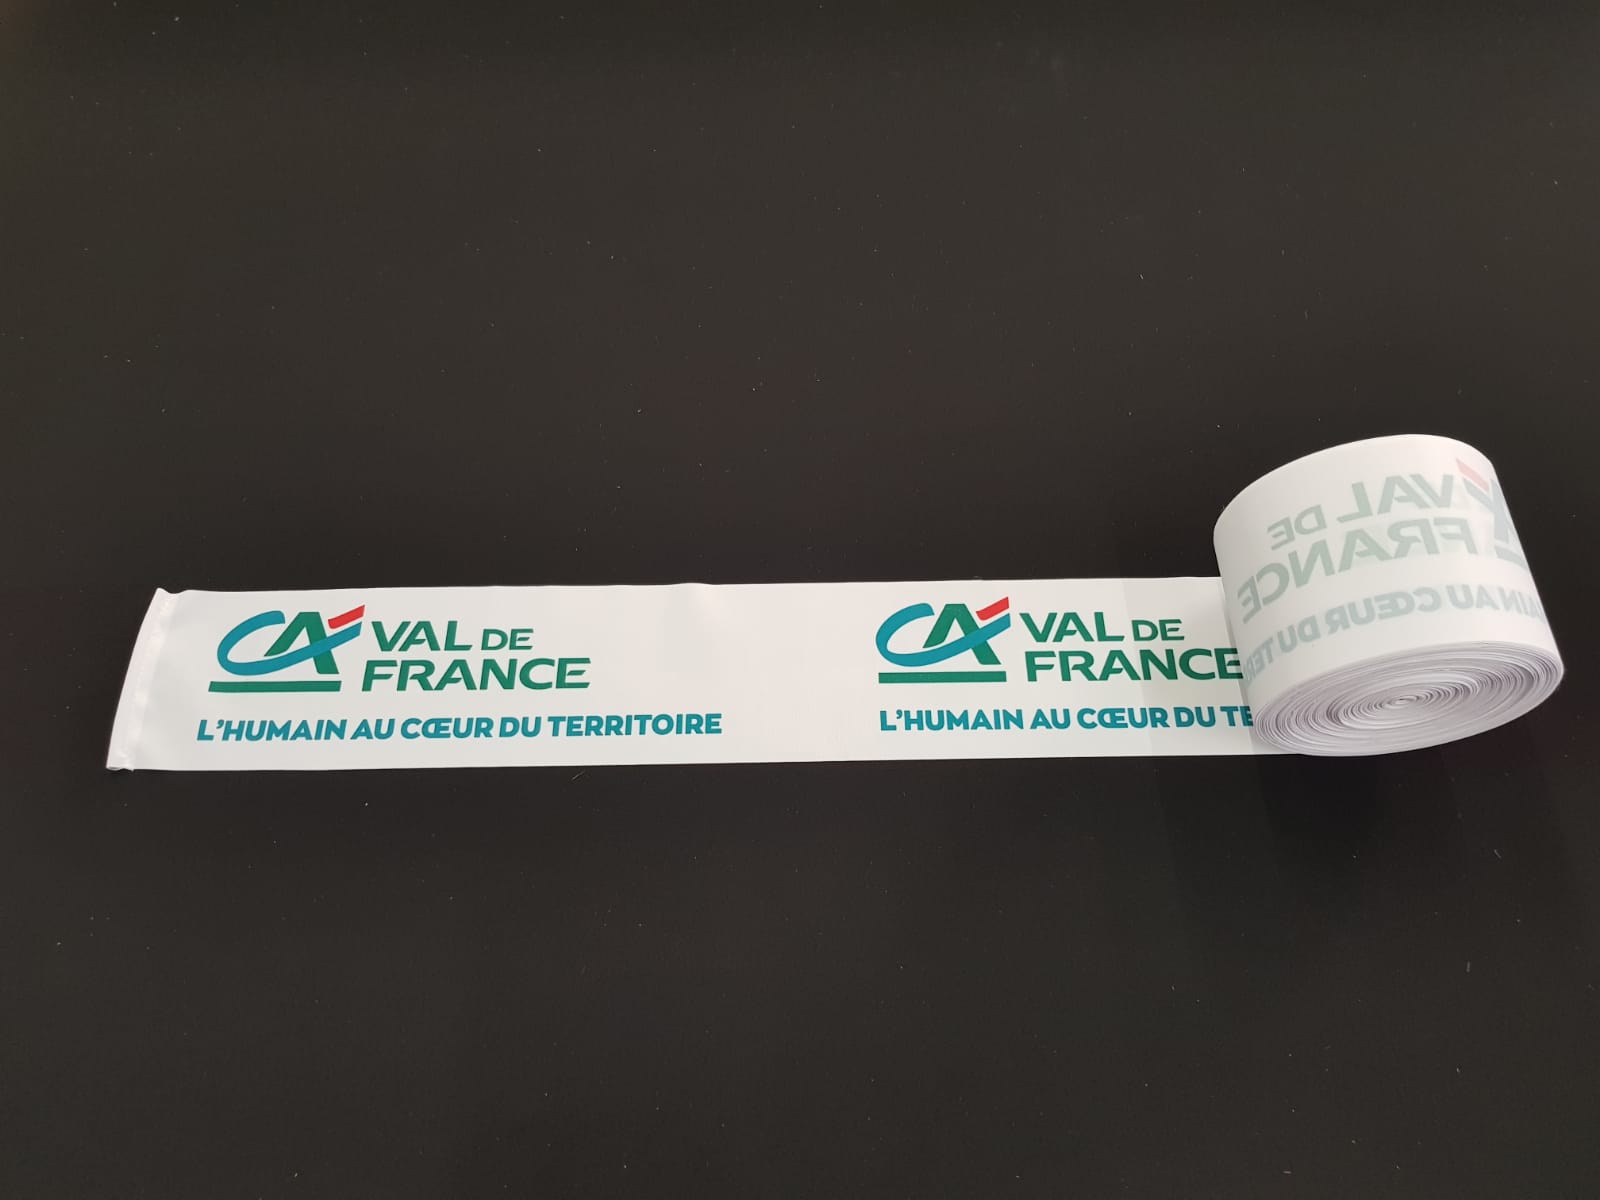 CA VAL DE
FRANCE
L'HUMAIN AU CŒUR DU TERRITOIRE
CA VAL DE
FRANCE
L'HUMAIN AU CŒUR DU TE
VAL DE
FRANCE
AIN AU CŒUR DU TE